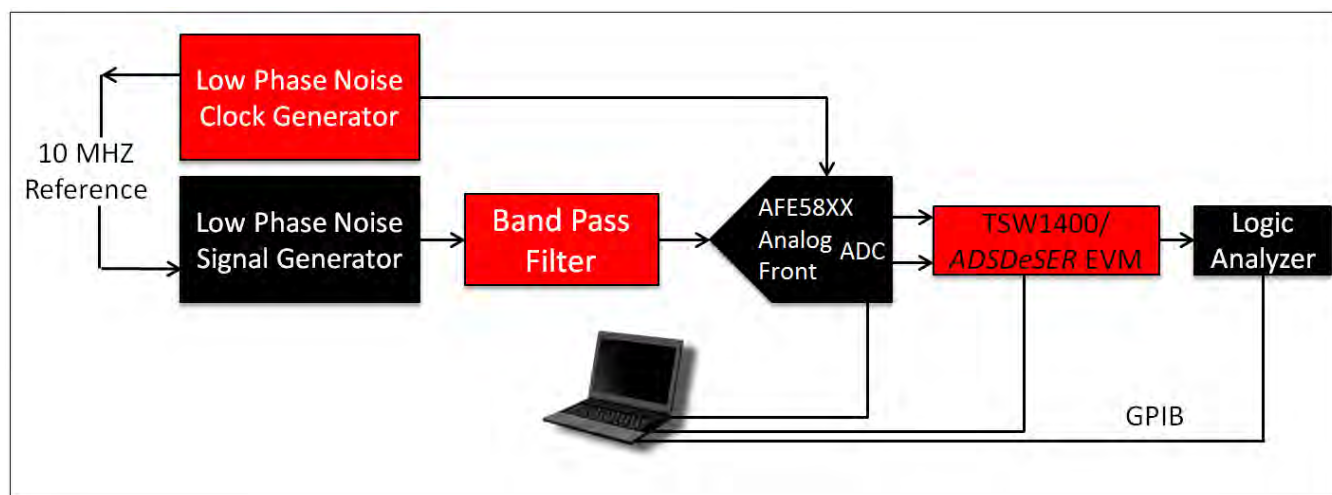 Low Phase Noise
Clock Generator
10 MHZ
Reference
Low Phase Noise
Signal Generator
Band Pass
Filter
AFE58XX
Analog
Front
ADC
TSW1400/
ADSDeSER EVM
Logic
Analyzer
GPIB